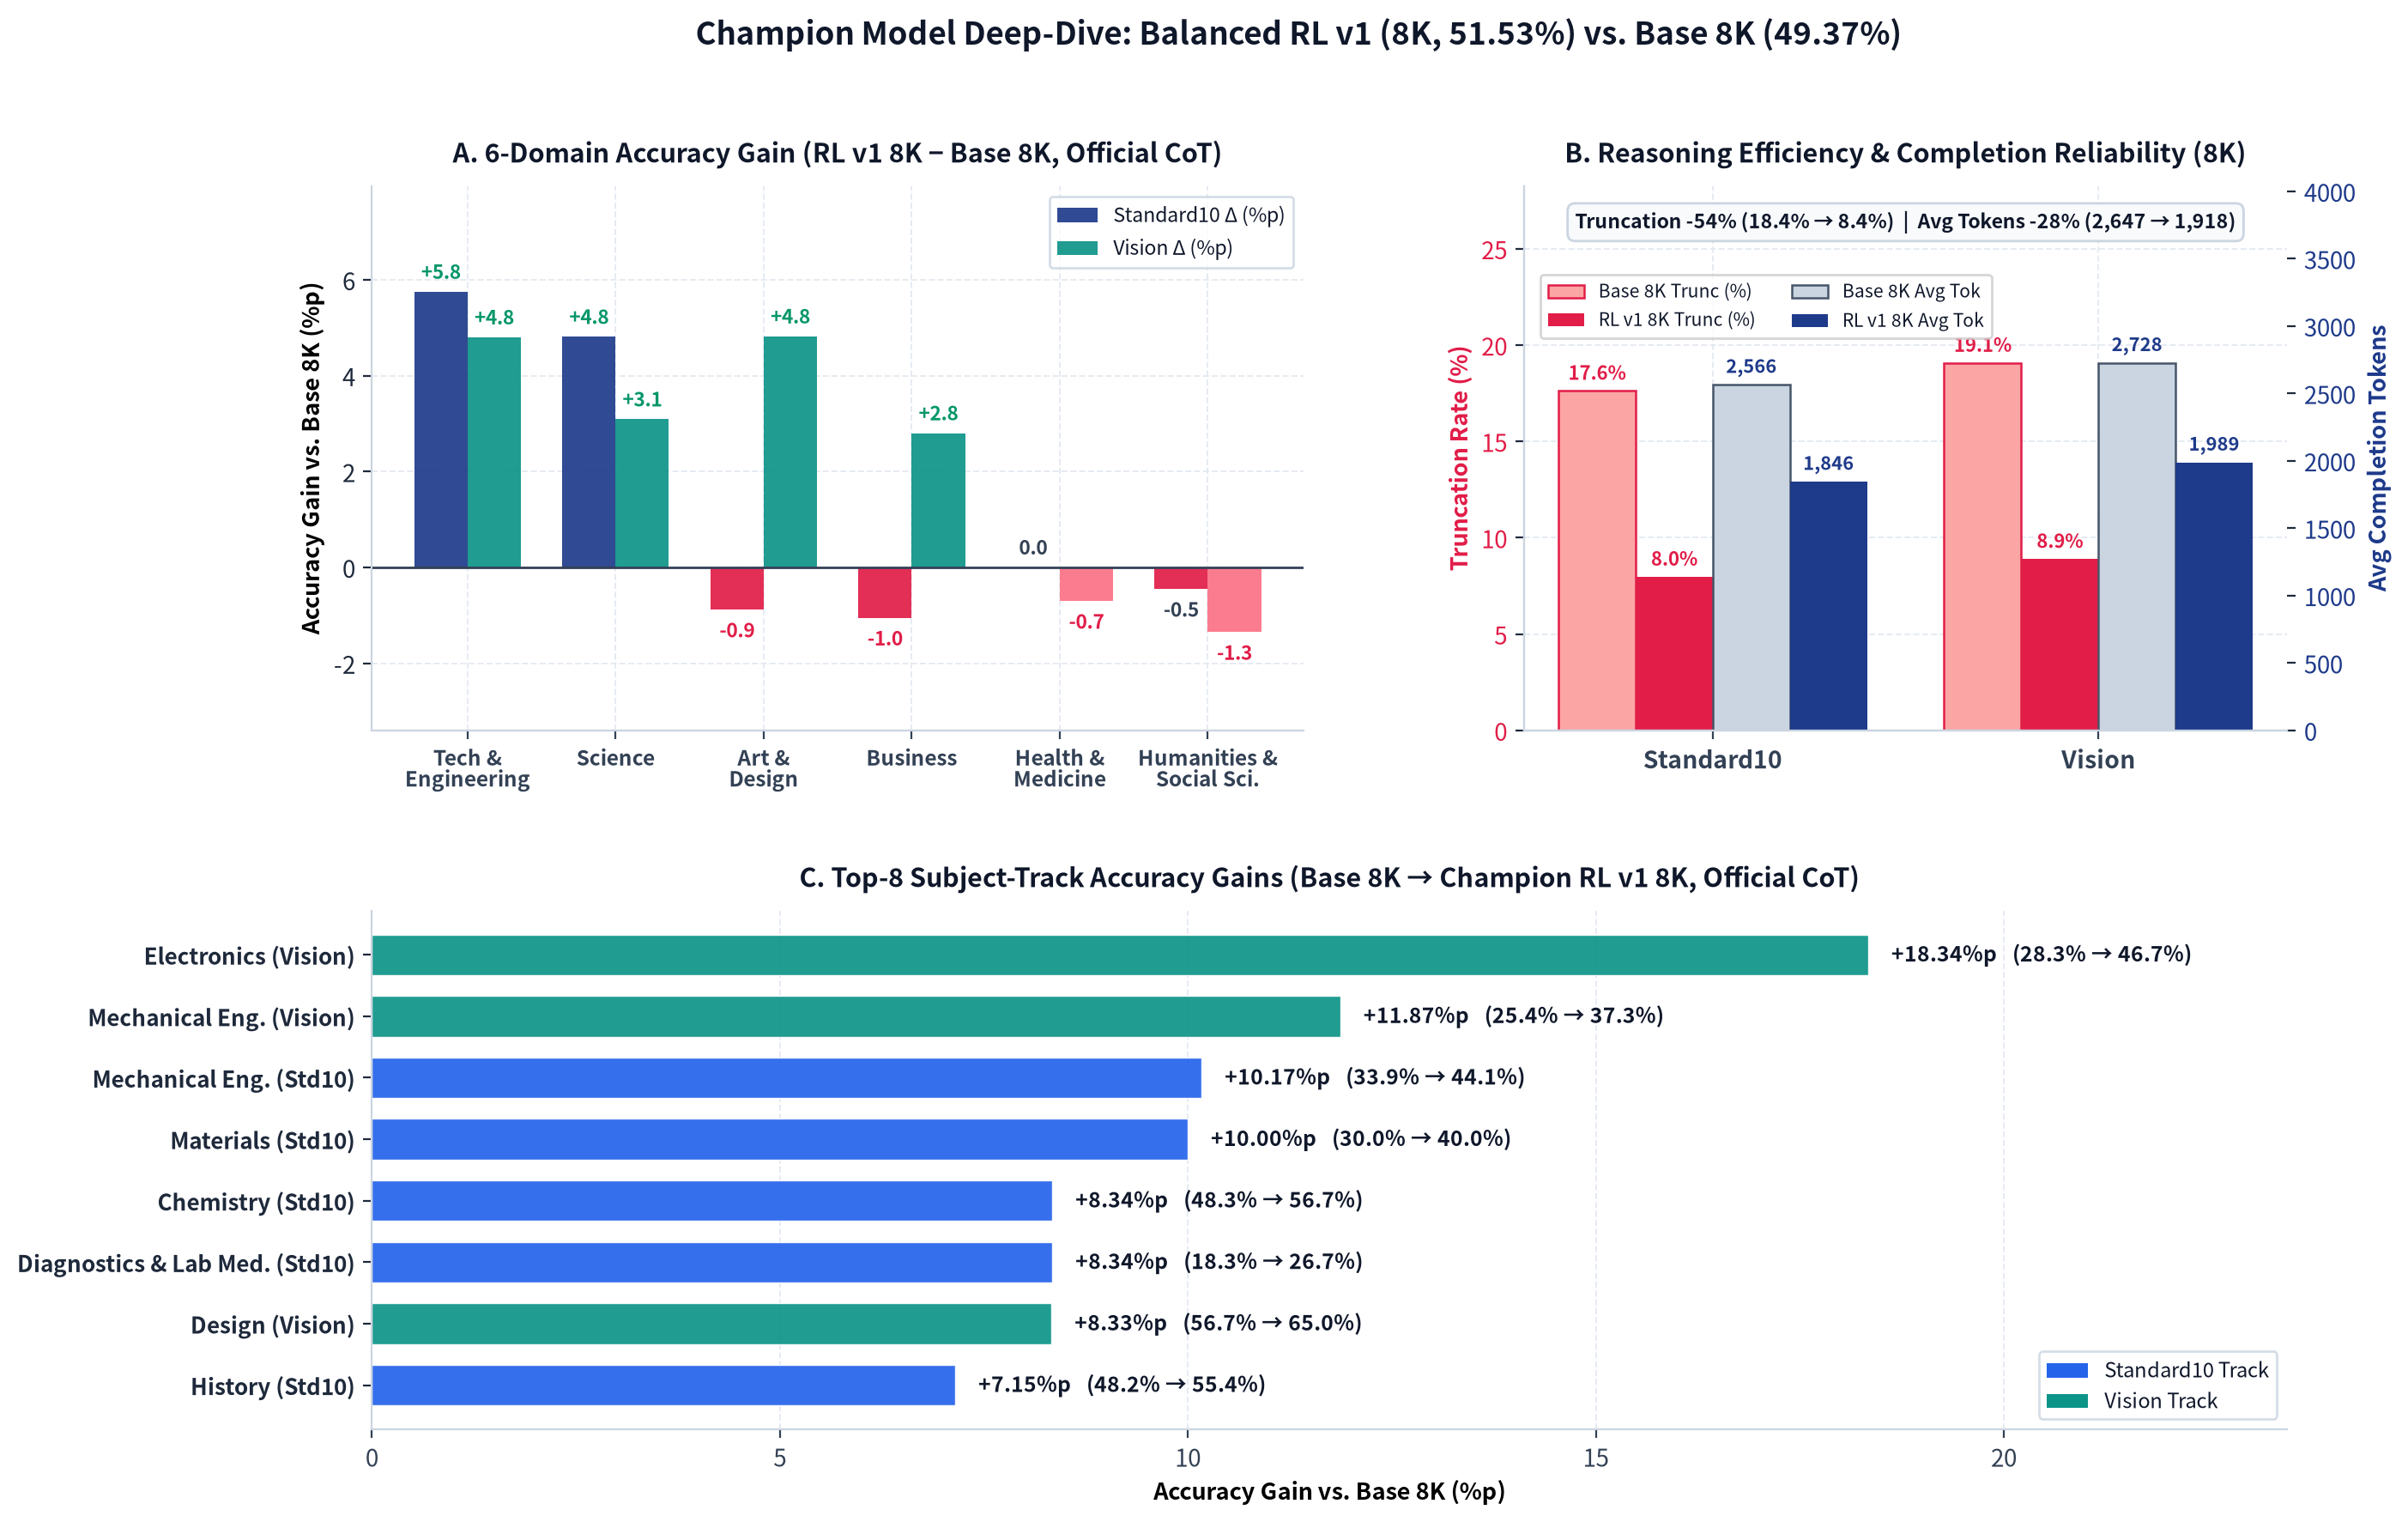 Champion Model Deep-Dive: Balanced RL v1 (8K, 51.53%) vs. Base 8K (49.37%)
A. 6-Domain Accuracy Gain (RL v1 8K − Base 8K, Official CoT)
Accuracy Gain vs. Base 8K (%p)
6
4
2
0
-2
Standard10 Δ (%p)
Vision Δ (%p)
+5.8
+4.8
+4.8
+3.1
-0.9
+4.8
-1.0
+2.8
0.0
-0.7
-0.5
-1.3
Tech &
Engineering
Science
Art &
Design
Business
Health &
Medicine
Humanities &
Social Sci.
B. Reasoning Efficiency & Completion Reliability (8K)
Truncation -54% (18.4% → 8.4%) | Avg Tokens -28% (2,647 → 1,918)
Base 8K Trunc (%)
RL v1 8K Trunc (%)
Base 8K Avg Tok
RL v1 8K Avg Tok
Truncation Rate (%)
25
20
15
10
5
0
17.6%
8.0%
2,566
1,846
19.1%
8.9%
2,728
1,989
Standard10
Vision
4000
3500
3000
2500
2000
1500
1000
500
0
Avg Completion Tokens
C. Top-8 Subject-Track Accuracy Gains (Base 8K → Champion RL v1 8K, Official CoT)
Electronics (Vision)
+18.34%p (28.3% → 46.7%)
Mechanical Eng. (Vision)
+11.87%p (25.4% → 37.3%)
Mechanical Eng. (Std10)
+10.17%p (33.9% → 44.1%)
Materials (Std10)
+10.00%p (30.0% → 40.0%)
Chemistry (Std10)
+8.34%p (48.3% → 56.7%)
Diagnostics & Lab Med. (Std10)
+8.34%p (18.3% → 26.7%)
Design (Vision)
+8.33%p (56.7% → 65.0%)
History (Std10)
+7.15%p (48.2% → 55.4%)
Standard10 Track
Vision Track
0
5
10
15
20
Accuracy Gain vs. Base 8K (%p)